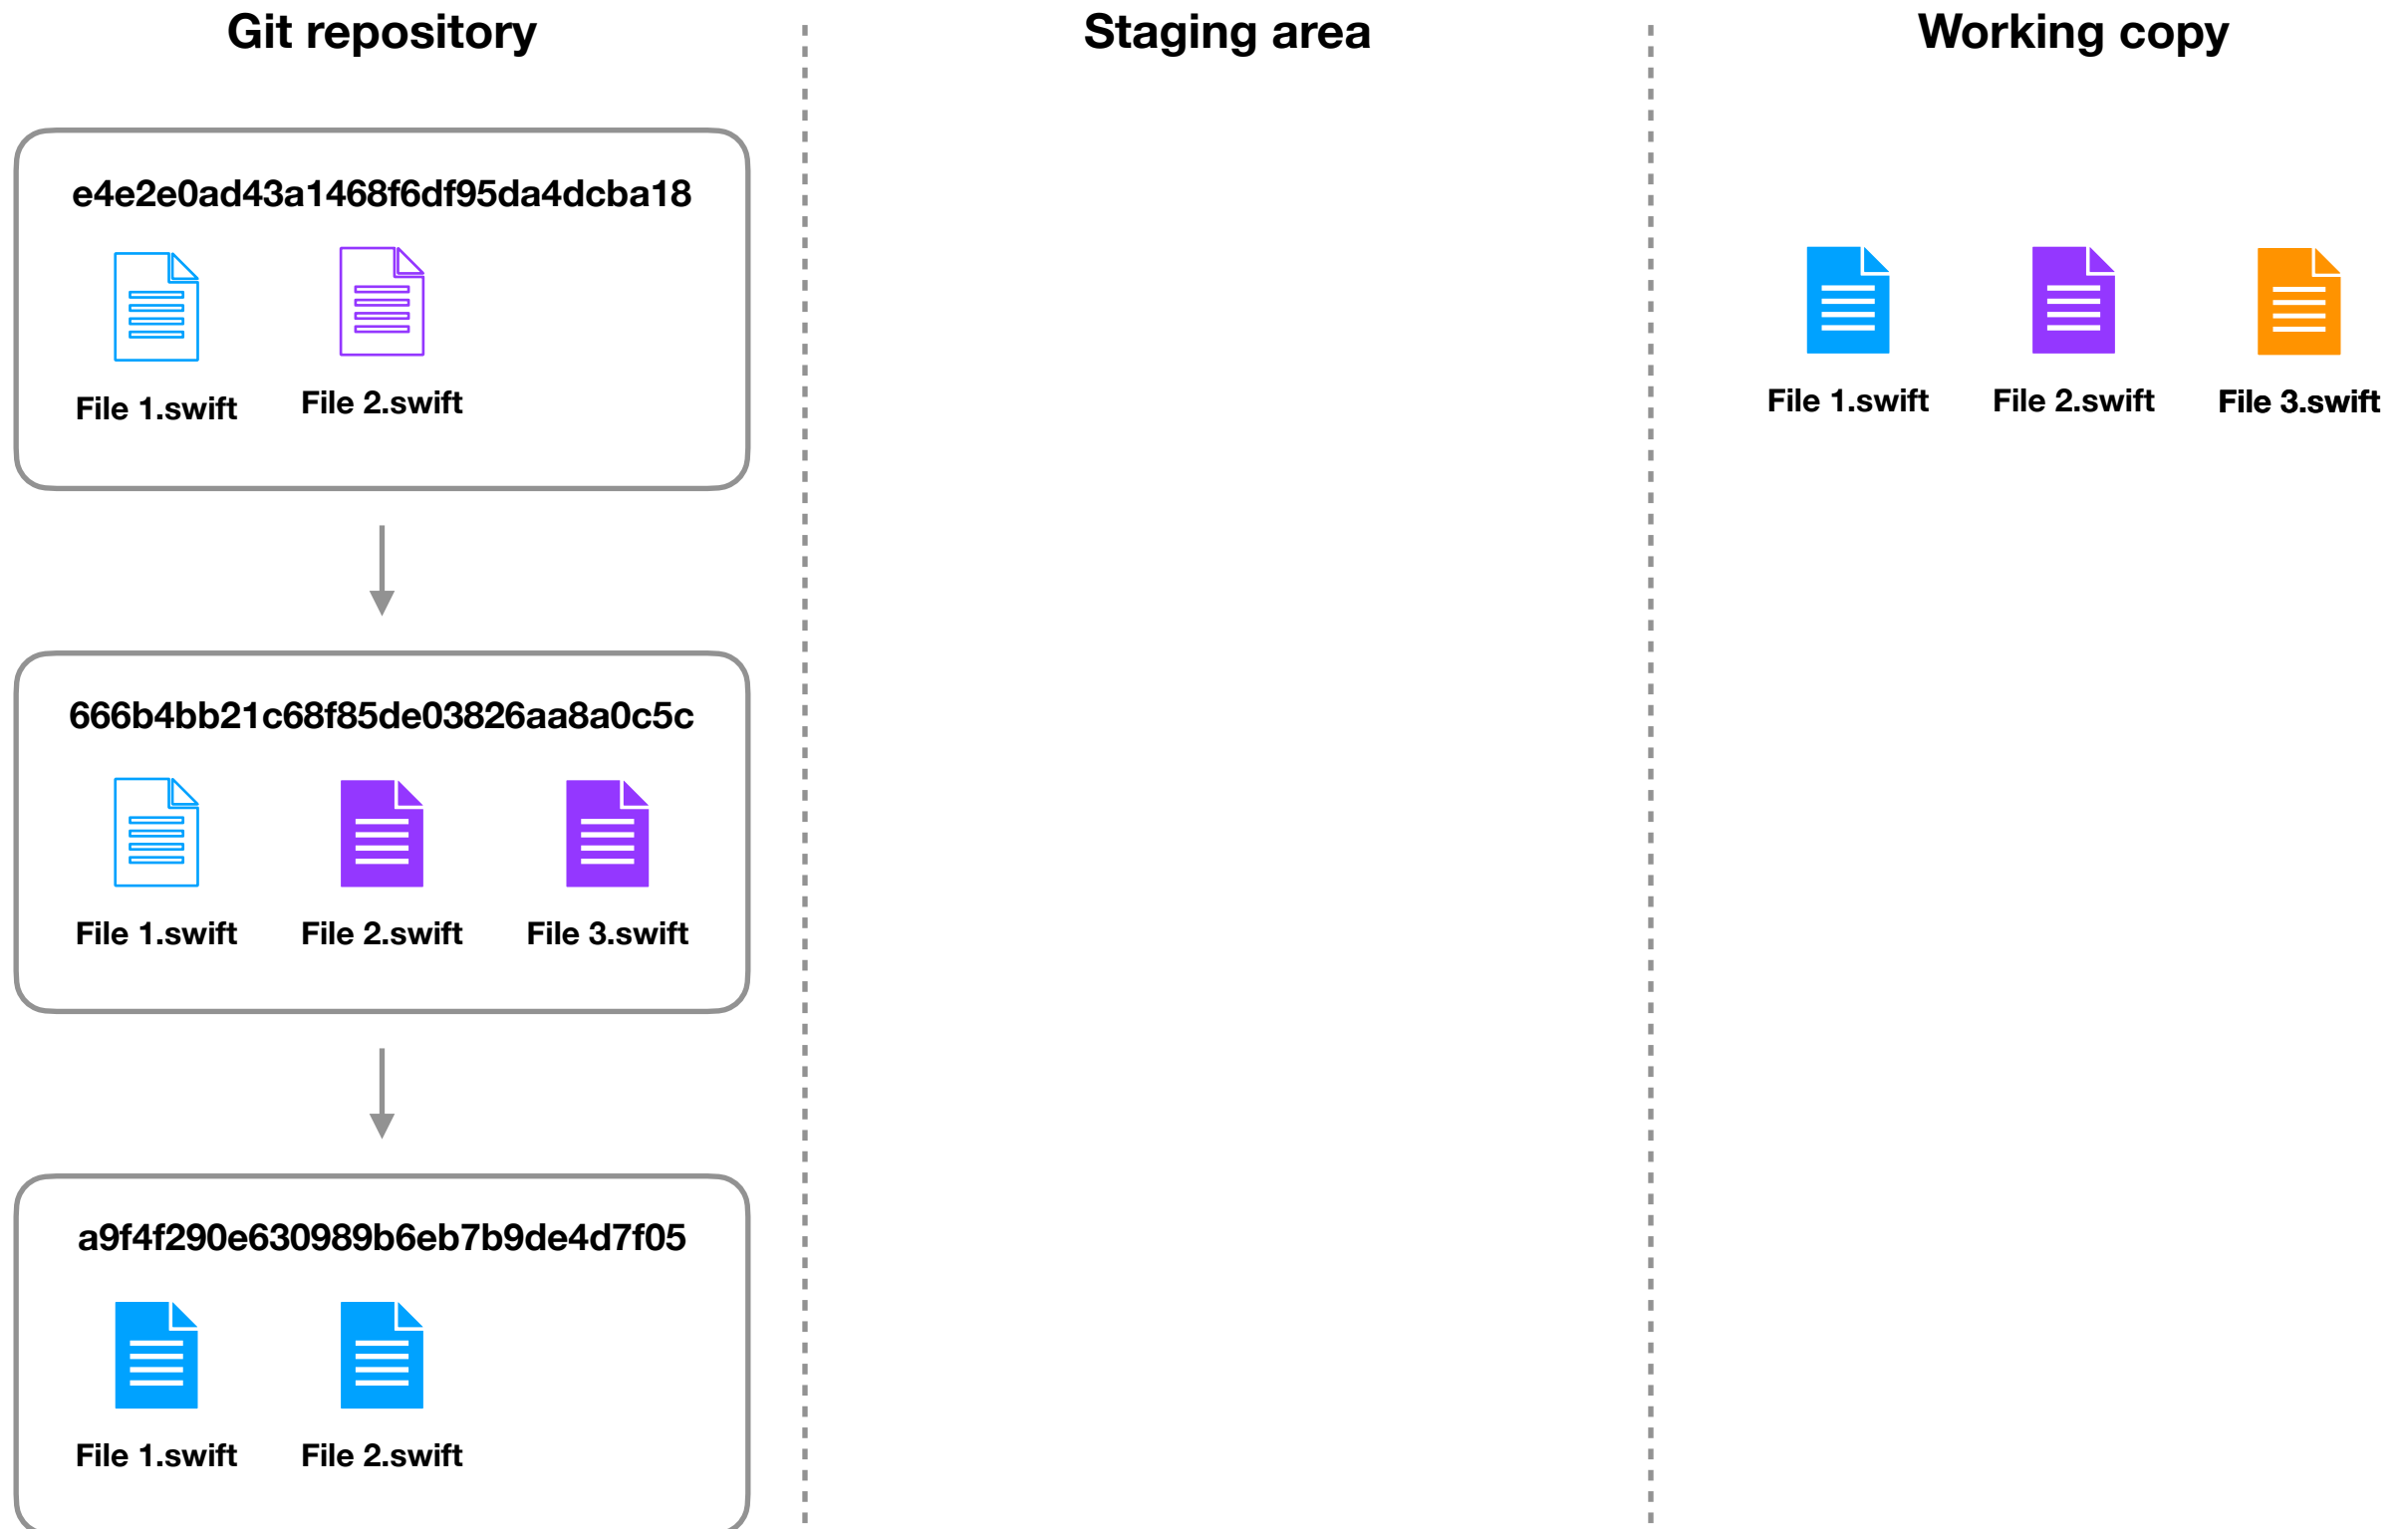 Git repository
Staging area
Working copy
e4e2e0ad43a1468f6df95da4dcba18
File 1.swift
File 2.swift
File 1.swift
File 2.swift
File 3.swift
666b4bb21c68f85de03826aa8a0c5c
File 1.swift
File 2.swift
File 3.swift
a9f4f290e630989b6eb7b9de4d7f05
File 1.swift
File 2.swift